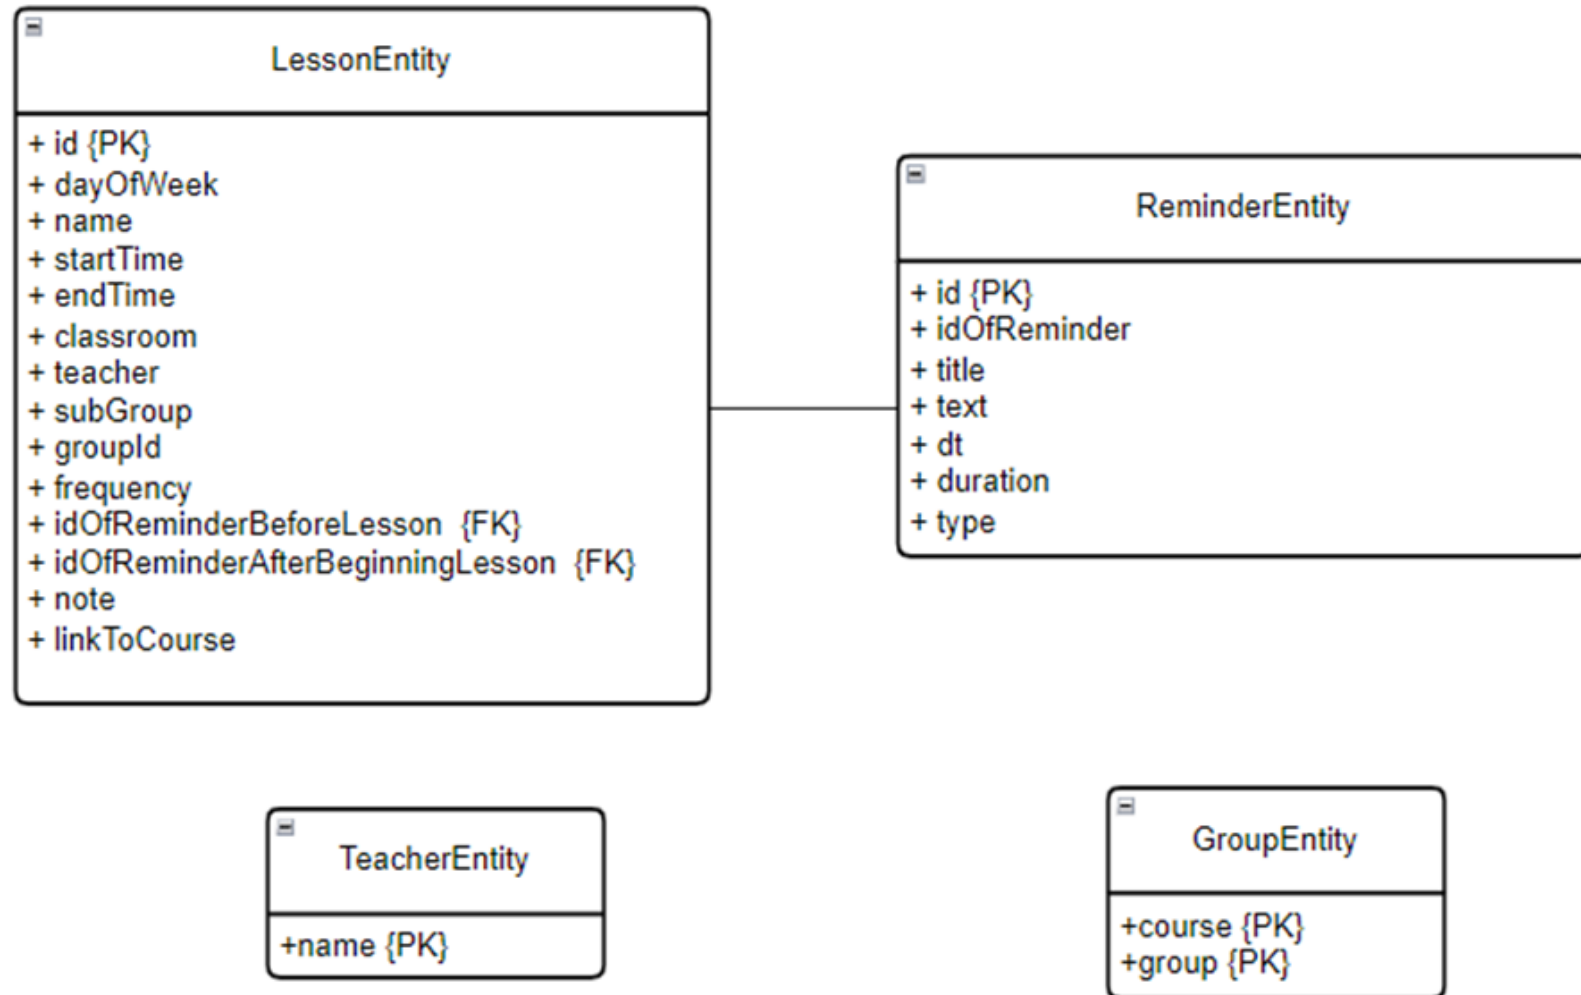 LessonEntity
+ id {PK}
+ dayOfWeek
+ name
+ startTime
+ endTime
+ classroom
+ teacher
+ subGroup
+ groupId
+ frequency
+ idOfReminderBeforeLesson {FK}
+ idOfReminderAfterBeginningLesson {FK}
+ note
+ linkToCourse
ReminderEntity
+ id {PK}
+ idOfReminder
+ title
+ text
+ dt
+ duration
+ type
TeacherEntity
+name {PK}
GroupEntity
+course {PK}
+group {PK}